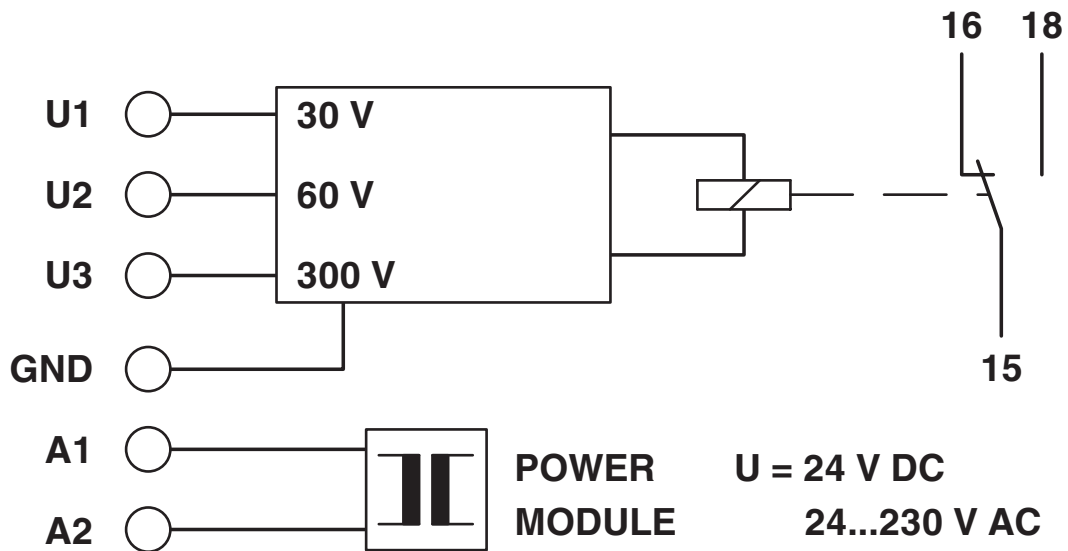 16 18
U1 30 V
U2 60 V
U3 300 V
GND
15
A1
POWER U = 24 V DC
A2 MODULE 24...230 V AC